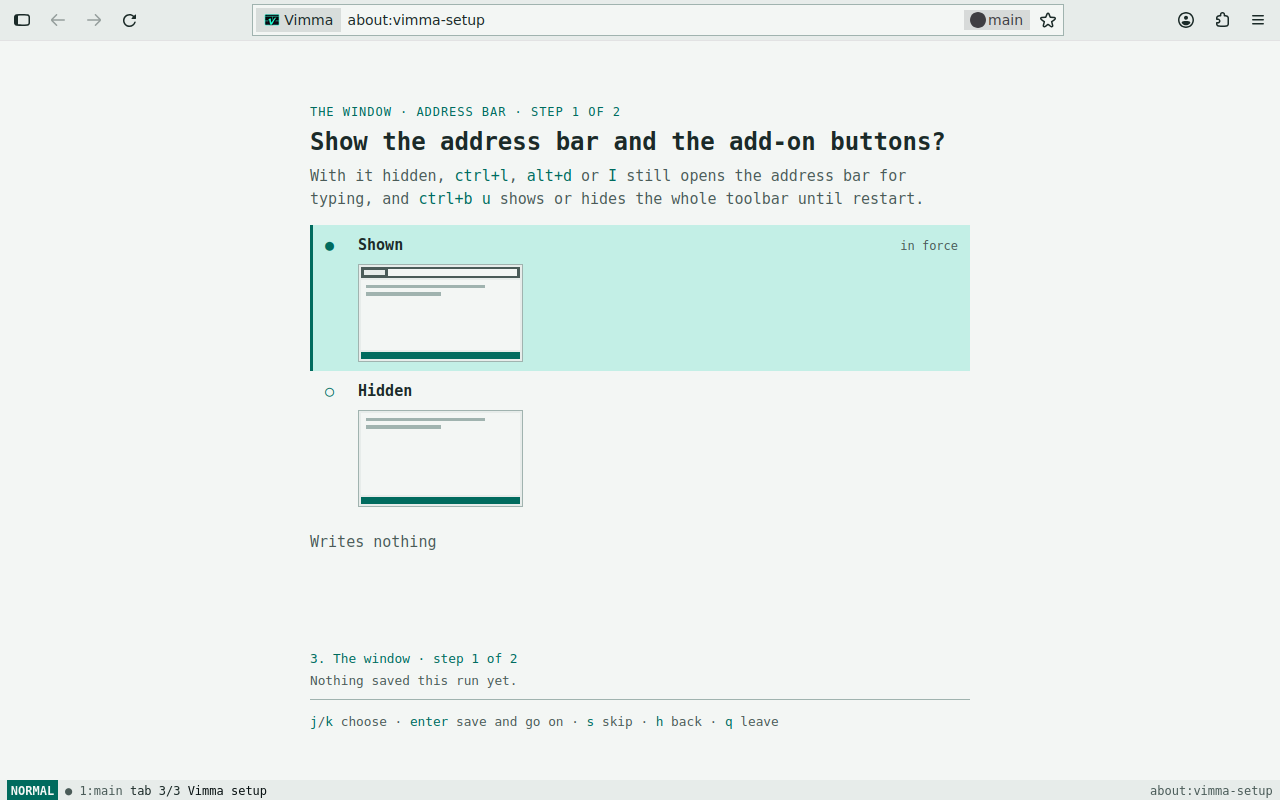 Vimma about:vimma-setup main
THE WINDOW · ADDRESS BAR · STEP 1 OF 2
Show the address bar and the add-on buttons?
With it hidden, ctrl+l, alt+d or I still opens the address bar for
typing, and ctrl+b u shows or hides the whole toolbar until restart.
● Shown in force
○ Hidden
Writes nothing
3. The window · step 1 of 2
Nothing saved this run yet.
j/k choose · enter save and go on · s skip · h back · q leave
NORMAL ● 1:main tab 3/3 Vimma setup about:vimma-setup